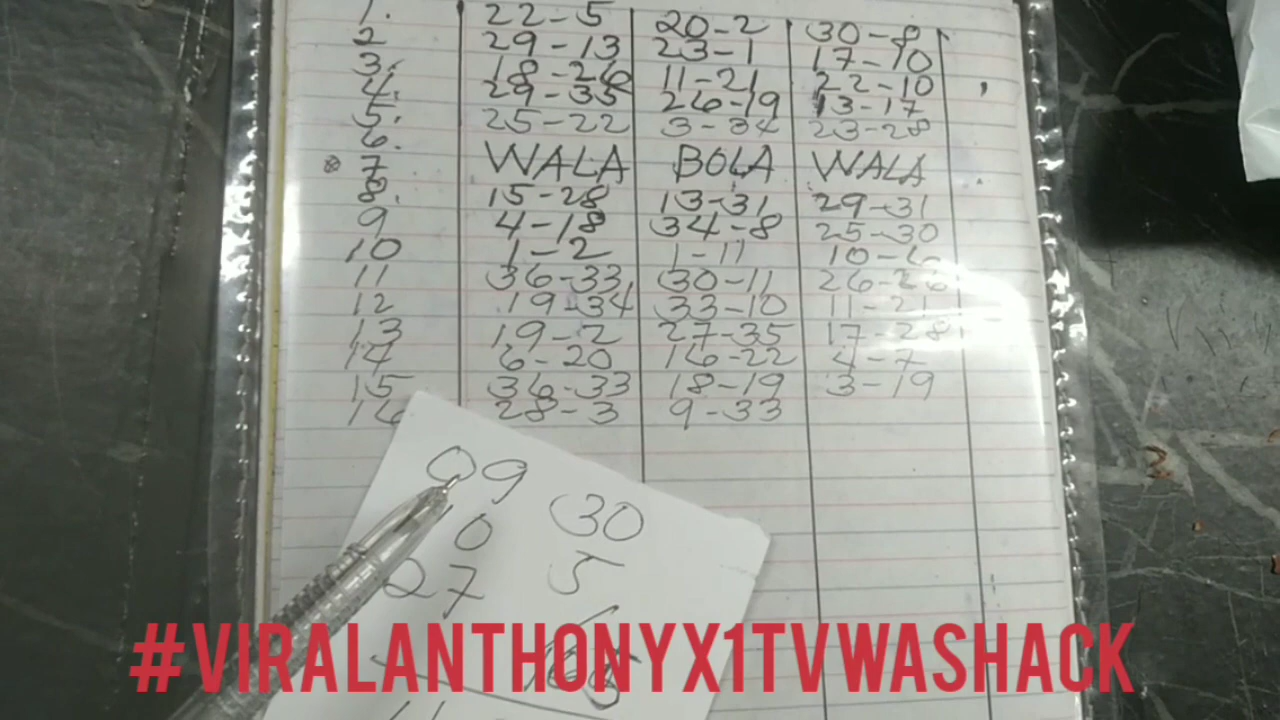 1. 22-5 20-2 30-8
2 29-13 23-1 17-10
3. 18-26 11-21 22-10
4. 29-35 26-19 13-17
5. 25-22 3-34 23-28
6.
7 WALA BOLA WALA
8. 15-28 13-31 29-31
9 4-18 34-8 25-30
10 1-2 1-11 10-6
11 36-33 30-11 26-26
12 19-34 33-10 11-21
13 19-2 27-35 17-28
14 6-20 16-22 4-7
15 36-33 18-19 3-19
16 28-3 9-33
09 30
10 5
27
#VIRALANTHONYX1TVWASHACK